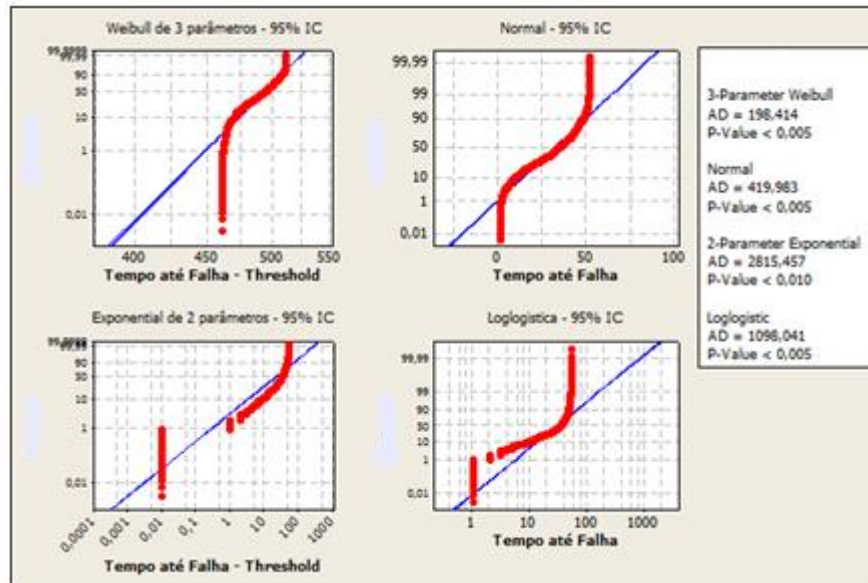 Weibull de 3 parâmetros - 95% IC
99,99
90
50
10
1
0,01
400
450
500
550
Tempo até Falha - Threshold
Normal - 95% IC
99,99
99
90
50
10
1
0,01
0
50
100
Tempo até Falha
3-Parameter Weibull
AD = 198,414
P-Value < 0,005
Normal
AD = 419,983
P-Value < 0,005
2-Parameter Exponential
AD = 2815,457
P-Value < 0,010
Loglogistic
AD = 1098,041
P-Value < 0,005
Exponential de 2 parâmetros - 95% IC
90
50
10
1
0,01
0,0001
0,001
0,01
0,1
1
10
100
1000
Tempo até Falha - Threshold
Loglogistica - 95% IC
99,99
99
90
50
10
1
0,01
1
10
100
1000
Tempo até Falha